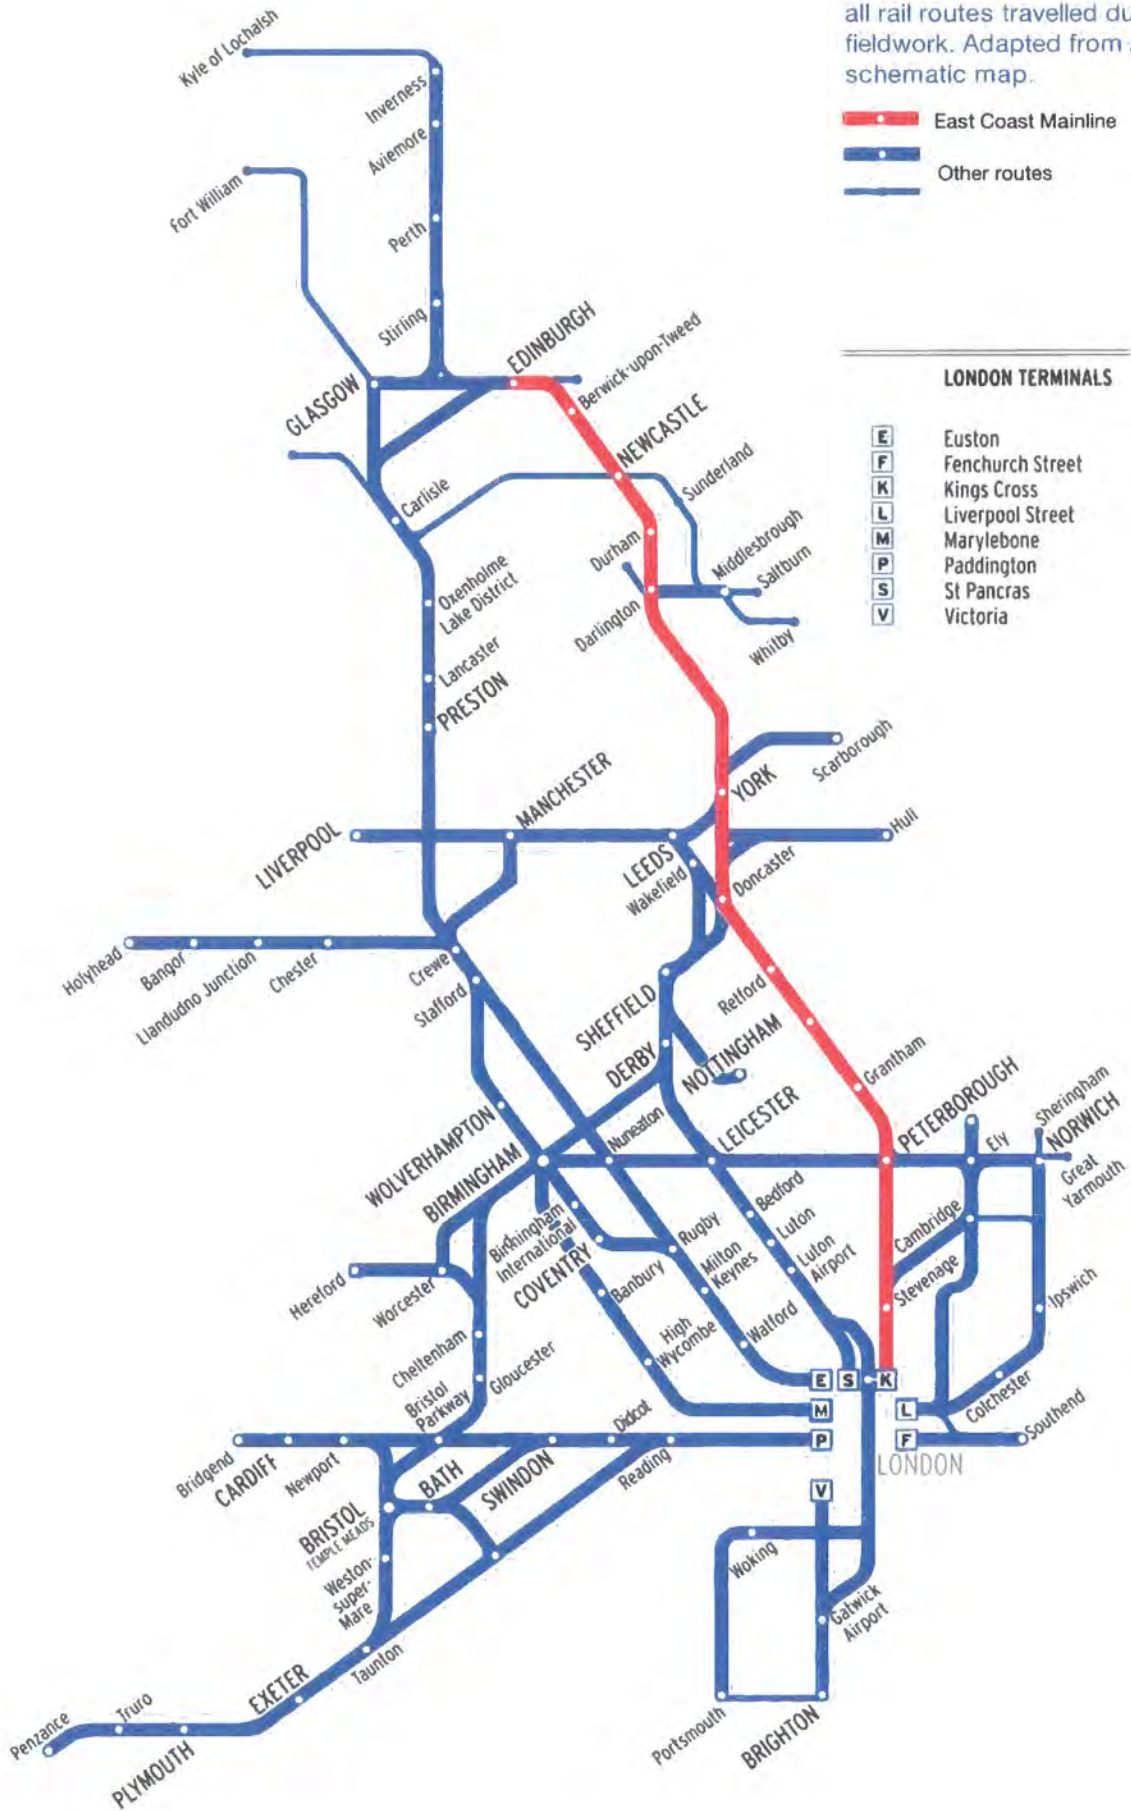 all rail routes travelled du
fieldwork. Adapted from
schematic map.
East Coast Mainline
Other routes
LONDON TERMINALS
E Euston
F Fenchurch Street
K Kings Cross
L Liverpool Street
M Marylebone
P Paddington
S St Pancras
V Victoria
Kyle of Lochalsh
Inverness
Aviemore
Fort William
Perth
Stirling
EDINBURGH
Berwick-upon-Tweed
GLASGOW
NEWCASTLE
Sunderland
Carlisle
Durham
Middlesbrough
Saltburn
Oxenholme
Lake District
Darlington
Whitby
Lancaster
PRESTON
Scarborough
YORK
MANCHESTER
LIVERPOOL
LEEDS
Wakefield
Hull
Doncaster
Holyhead
Bangor
Llandudno Junction
Chester
Crewe
Stafford
SHEFFIELD
Retford
DERBY
NOTTINGHAM
Grantham
PETERBOROUGH
Sheringham
NORWICH
Ely
Great
Yarmouth
WOLVERHAMPTON
BIRMINGHAM
Nuneaton
LEICESTER
Bedford
Luton
Luton
Airport
Cambridge
Stevenage
Ipswich
Birmingham
International
COVENTRY
Rugby
Milton
Keynes
Banbury
Watford
High
Wycombe
Hereford
Worcester
Cheltenham
Gloucester
Bristol
Parkway
E
S
K
M
P
V
L
F
LONDON
Colchester
Southend
Bridgend
CARDIFF
Newport
BATH
SWINDON
Didcot
Reading
BRISTOL
TEMPLE MEADS
Weston-
Super-
Mare
Woking
Gatwick
Airport
Taunton
EXETER
Portsmouth
BRIGHTON
Penzance
Truro
PLYMOUTH